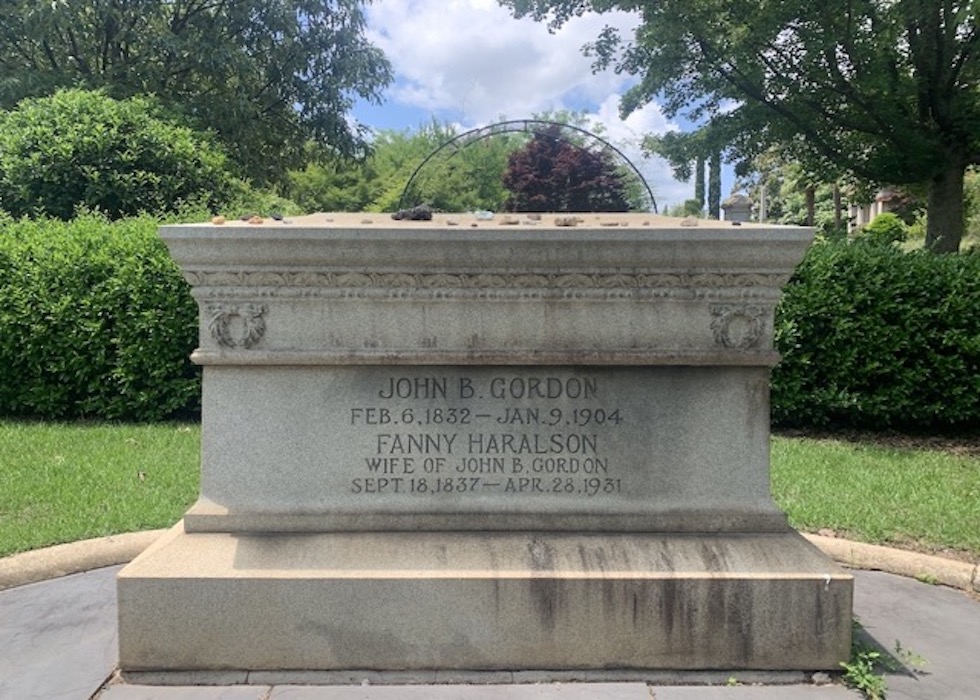 JOHN B. GORDON
FEB. 6, 1832 — JAN. 9, 1904
FANNY HARALSON
WIFE OF JOHN B. GORDON
SEPT. 18, 1837 — APR. 28, 1931